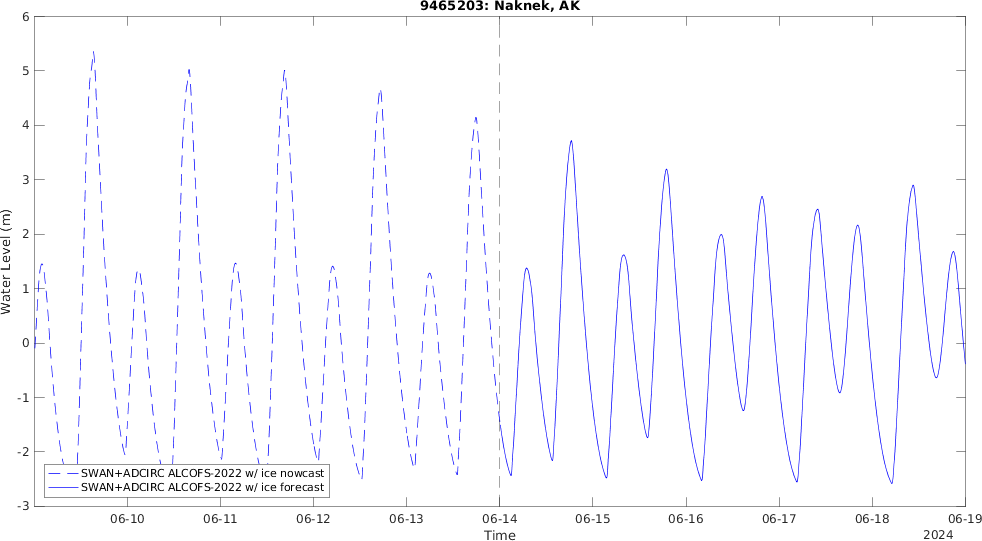 9465203: Naknek, AK
Water Level (m)
6
5
4
3
2
1
0
-1
-2
-3
SWAN+ADCIRC ALCOFS-2022 w/ ice nowcast
SWAN+ADCIRC ALCOFS-2022 w/ ice forecast
06-10 06-11 06-12 06-13 06-14 06-15 06-16 06-17 06-18 06-19
Time
2024